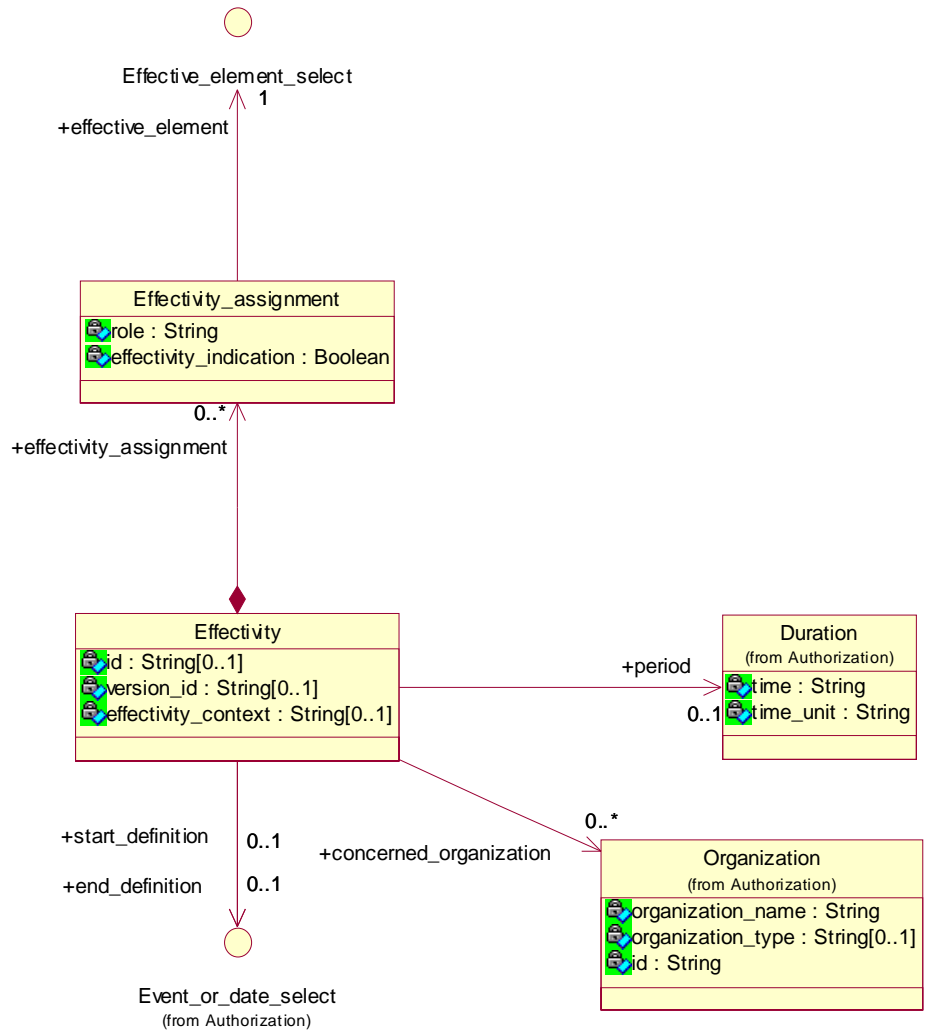 Effective_element_select
1
+effective_element
Effectivity_assignment
role : String
effectivity_indication : Boolean
0..*
+effectivity_assignment
Effectivity
id : String[0..1]
version_id : String[0..1]
effectivity_context : String[0..1]
+period
0..1
Duration
(from Authorization)
time : String
time_unit : String
+start_definition
0..1
+end_definition
0..1
+concerned_organization
0..*
Organization
(from Authorization)
organization_name : String
organization_type : String[0..1]
id : String
Event_or_date_select
(from Authorization)